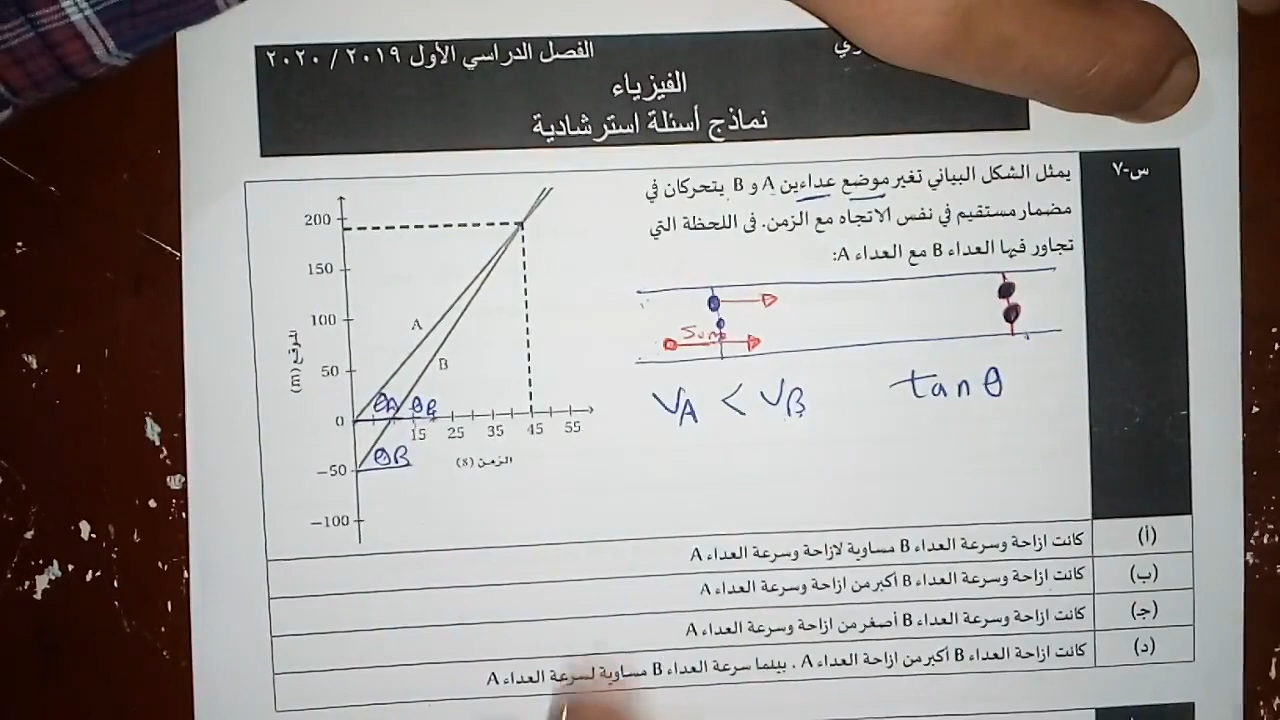 الفصل الدراسي الأول ٢٠١٩ / ٢٠٢٠
الفيزياء
نماذج أسئلة استرشادية
س-٧
يمثل الشكل البياني تغير موضع عداءين A و B يتحركان في
مضمار مستقيم في نفس الاتجاه مع الزمن. فى اللحظة التي
تجاور فيها العداء B مع العداء A:
200
150
100
50
0
−50
−100
A
B
θA
θB
θB
15 25 35 45 55
الزمن (s)
الموقع (m)
50m
VA < VB
tan θ
(أ) كانت ازاحة وسرعة العداء B مساوية لازاحة وسرعة العداء A
(ب) كانت ازاحة وسرعة العداء B أكبر من ازاحة وسرعة العداء A
(ج) كانت ازاحة وسرعة العداء B أصغر من ازاحة وسرعة العداء A
(د) كانت ازاحة العداء B أكبر من ازاحة العداء A . بينما سرعة العداء B مساوية لسرعة العداء A